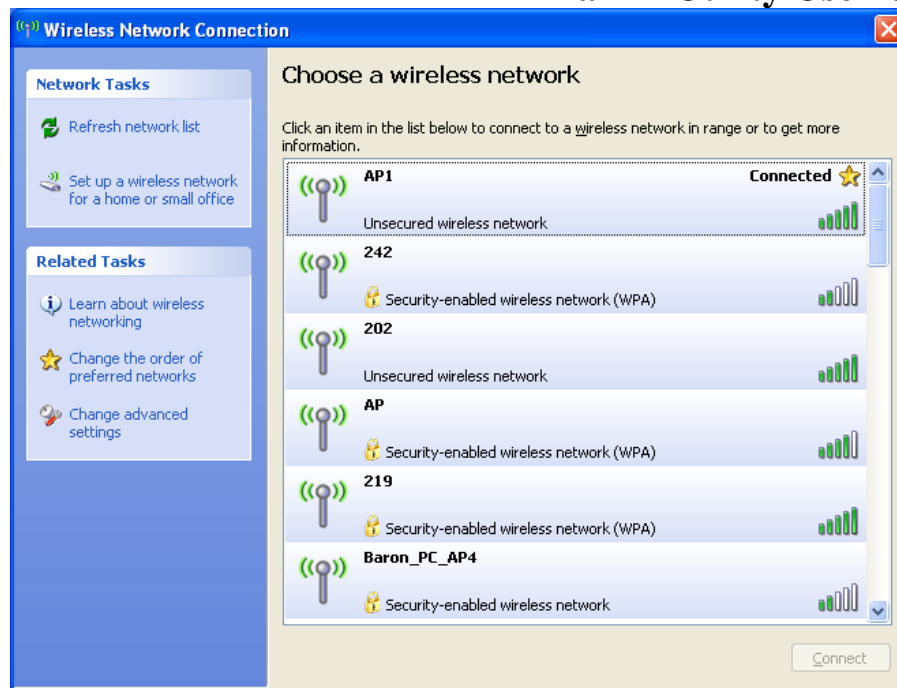 Wireless Network Connection
Network Tasks
Refresh network list
Set up a wireless network
for a home or small office
Related Tasks
Learn about wireless
networking
Change the order of
preferred networks
Change advanced
settings
Choose a wireless network
Click an item in the list below to connect to a wireless network in range or to get more
information.
AP1 Connected
Unsecured wireless network
242
Security-enabled wireless network (WPA)
202
Unsecured wireless network
AP
Security-enabled wireless network (WPA)
219
Security-enabled wireless network (WPA)
Baron_PC_AP4
Security-enabled wireless network
Connect